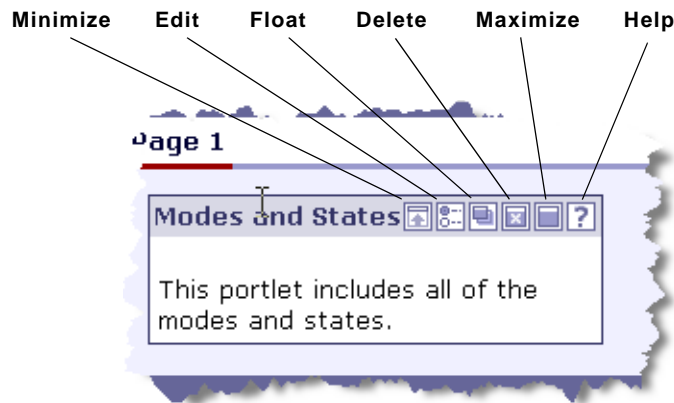 Minimize Edit Float Delete Maximize Help
Page 1
Modes and States ?
This portlet includes all of the
modes and states.